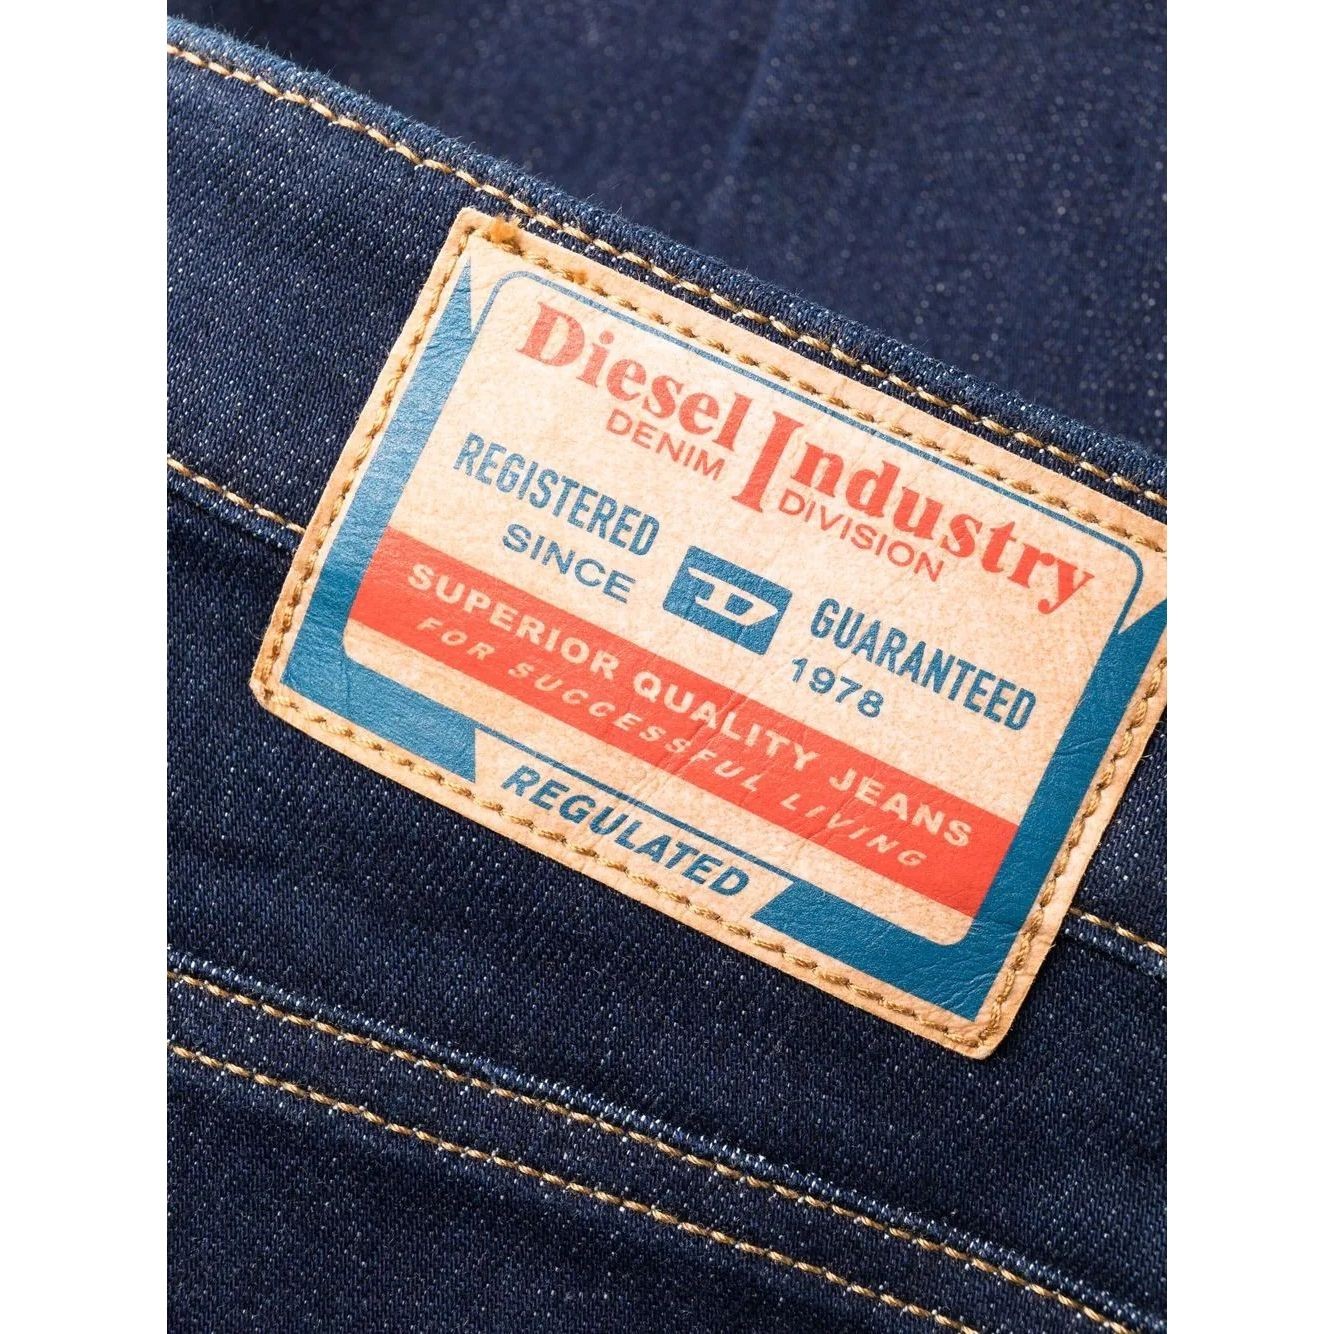 Diesel Industry
DENIM DIVISION
REGISTERED D GUARANTEED
SINCE 1978
SUPERIOR QUALITY JEANS
FOR SUCCESSFUL LIVING
REGULATED